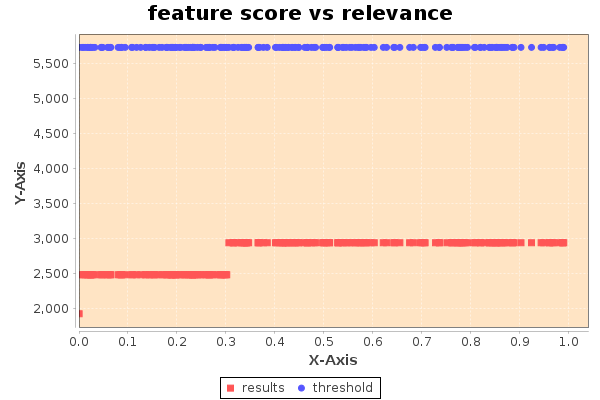 feature score vs relevance
Y-Axis
5,500
5,000
4,500
4,000
3,500
3,000
2,500
2,000
0.0 0.1 0.2 0.3 0.4 0.5 0.6 0.7 0.8 0.9 1.0
X-Axis
results threshold